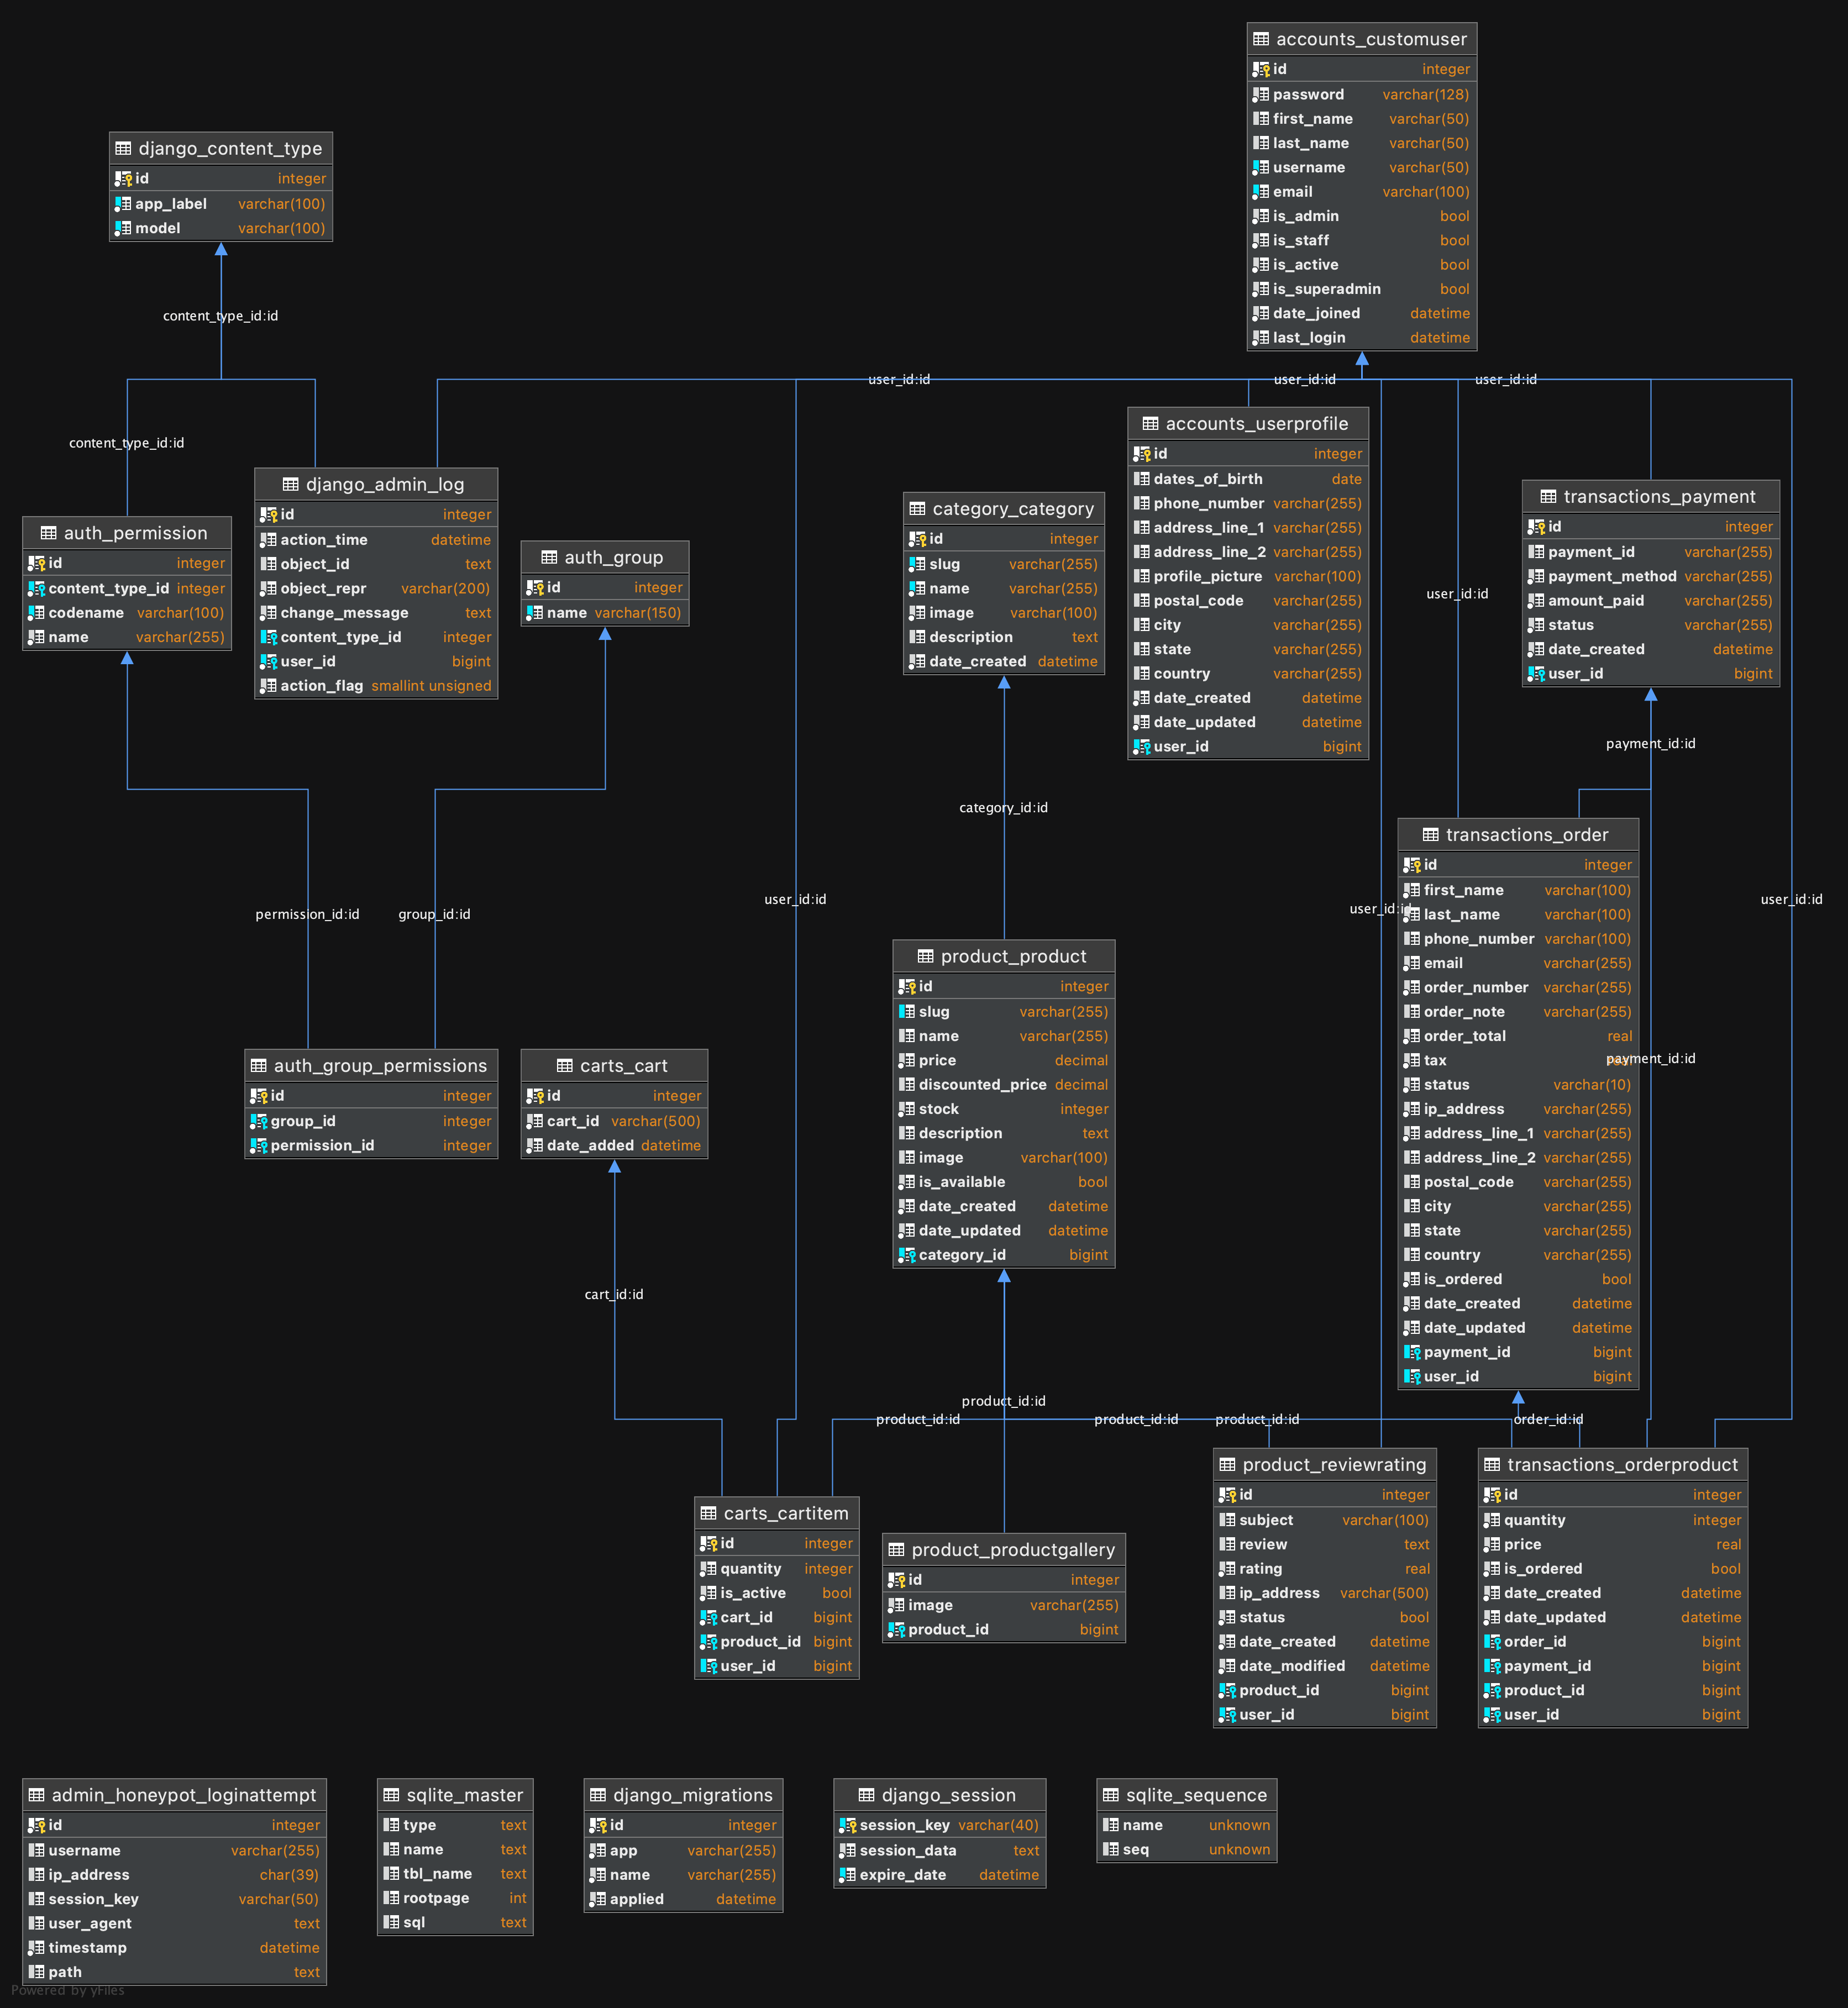 accounts_customuser
id integer
password varchar(128)
first_name varchar(50)
last_name varchar(50)
username varchar(50)
email varchar(100)
is_admin bool
is_staff bool
is_active bool
is_superadmin bool
date_joined datetime
last_login datetime
django_content_type
id integer
app_label varchar(100)
model varchar(100)
content_type_id:id
user_id:id
user_id:id
user_id:id
content_type_id:id
accounts_userprofile
id integer
dates_of_birth date
phone_number varchar(255)
address_line_1 varchar(255)
address_line_2 varchar(255)
profile_picture varchar(100)
postal_code varchar(255)
city varchar(255)
state varchar(255)
country varchar(255)
date_created datetime
date_updated datetime
user_id bigint
django_admin_log
id integer
action_time datetime
object_id text
object_repr varchar(200)
change_message text
content_type_id integer
user_id bigint
action_flag smallint unsigned
auth_permission
id integer
content_type_id integer
codename varchar(100)
name varchar(255)
auth_group
id integer
name varchar(150)
category_category
id integer
slug varchar(255)
name varchar(255)
image varchar(100)
description text
date_created datetime
transactions_payment
id integer
payment_id varchar(255)
payment_method varchar(255)
amount_paid varchar(255)
status varchar(255)
date_created datetime
user_id bigint
user_id:id
payment_id:id
category_id:id
transactions_order
id integer
first_name varchar(100)
last_name varchar(100)
phone_number varchar(100)
email varchar(255)
order_number varchar(255)
order_note varchar(255)
order_total real
tax
status varchar(10)
ip_address varchar(255)
address_line_1 varchar(255)
address_line_2 varchar(255)
postal_code varchar(255)
city varchar(255)
state varchar(255)
country varchar(255)
is_ordered bool
date_created datetime
date_updated datetime
payment_id bigint
user_id bigint
permission_id:id
group_id:id
user_id:id
user_id:id
user_id:id
payment_id:id
product_product
id integer
slug varchar(255)
name varchar(255)
price decimal
discounted_price decimal
stock integer
description text
image varchar(100)
is_available bool
date_created datetime
date_updated datetime
category_id bigint
auth_group_permissions
id integer
group_id integer
permission_id integer
carts_cart
id integer
cart_id varchar(500)
date_added datetime
cart_id:id
product_id:id
product_id:id
product_id:id
product_id:id
order_id:id
carts_cartitem
id integer
quantity integer
is_active bool
cart_id bigint
product_id bigint
user_id bigint
product_productgallery
id integer
image varchar(255)
product_id bigint
product_reviewrating
id integer
subject varchar(100)
review text
rating real
ip_address varchar(500)
status bool
date_created datetime
date_modified datetime
product_id bigint
user_id bigint
transactions_orderproduct
id integer
quantity integer
price real
is_ordered bool
date_created datetime
date_updated datetime
order_id bigint
payment_id bigint
product_id bigint
user_id bigint
admin_honeypot_loginattempt
id integer
username varchar(255)
ip_address char(39)
session_key varchar(50)
user_agent text
timestamp datetime
path text
sqlite_master
type text
name text
tbl_name text
rootpage int
sql text
django_migrations
id integer
app varchar(255)
name varchar(255)
applied datetime
django_session
session_key varchar(40)
session_data text
expire_date datetime
sqlite_sequence
name unknown
seq unknown
Powered by yFiles